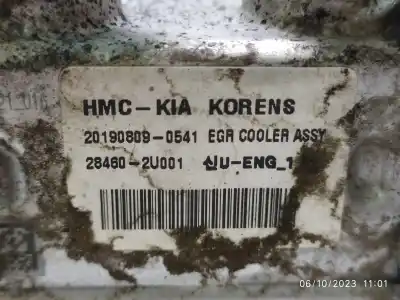 HMC-KIA KORENS
20190809-0541 EGR COOLER ASSY
28460-2U001 신U-ENG_1
06/10/2023 11:01